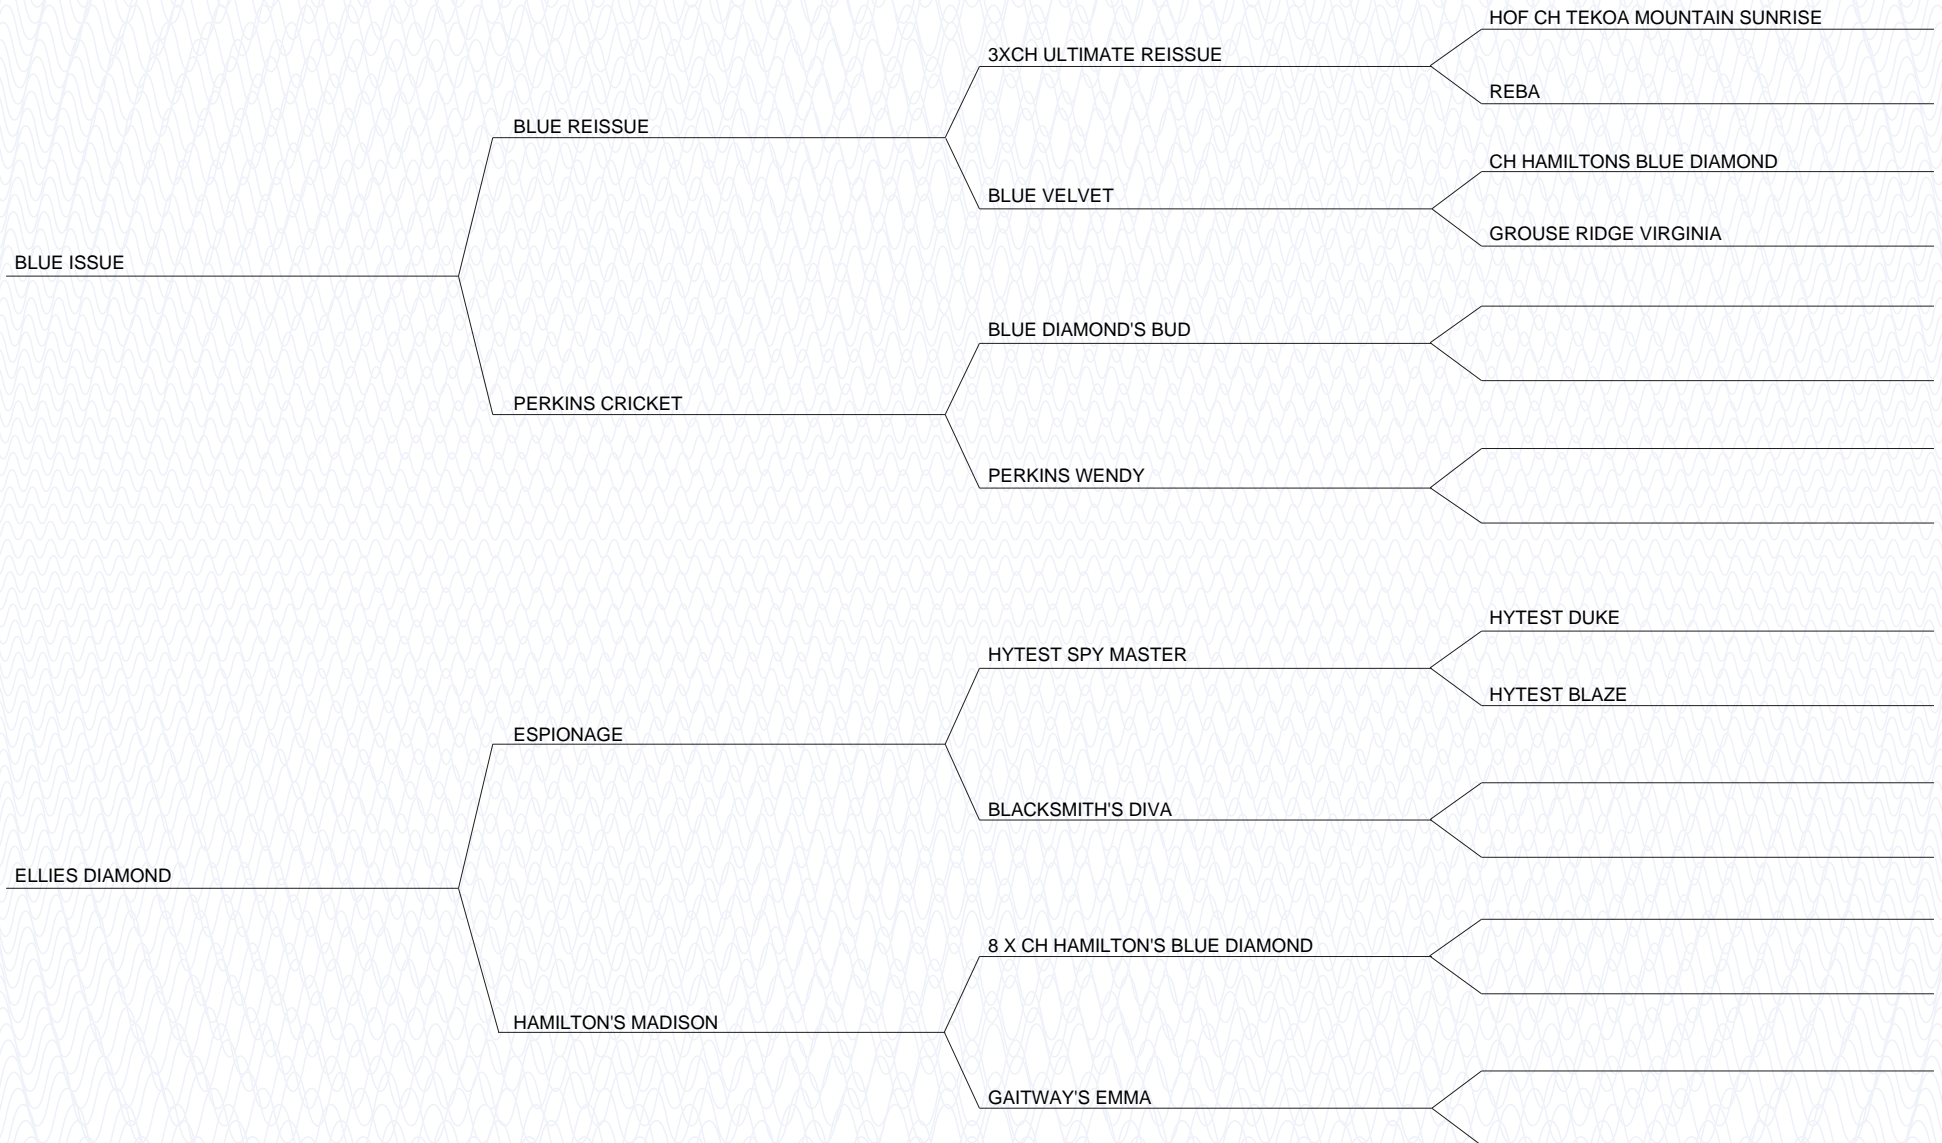 HOF CH TEKOA MOUNTAIN SUNRISE
3XCH ULTIMATE REISSUE
REBA
BLUE REISSUE
CH HAMILTONS BLUE DIAMOND
BLUE VELVET
GROUSE RIDGE VIRGINIA
BLUE ISSUE
BLUE DIAMOND'S BUD
PERKINS CRICKET
PERKINS WENDY
HYTEST DUKE
HYTEST SPY MASTER
HYTEST BLAZE
ESPIONAGE
BLACKSMITH'S DIVA
ELLIES DIAMOND
8 X CH HAMILTON'S BLUE DIAMOND
HAMILTON'S MADISON
GAITWAY'S EMMA